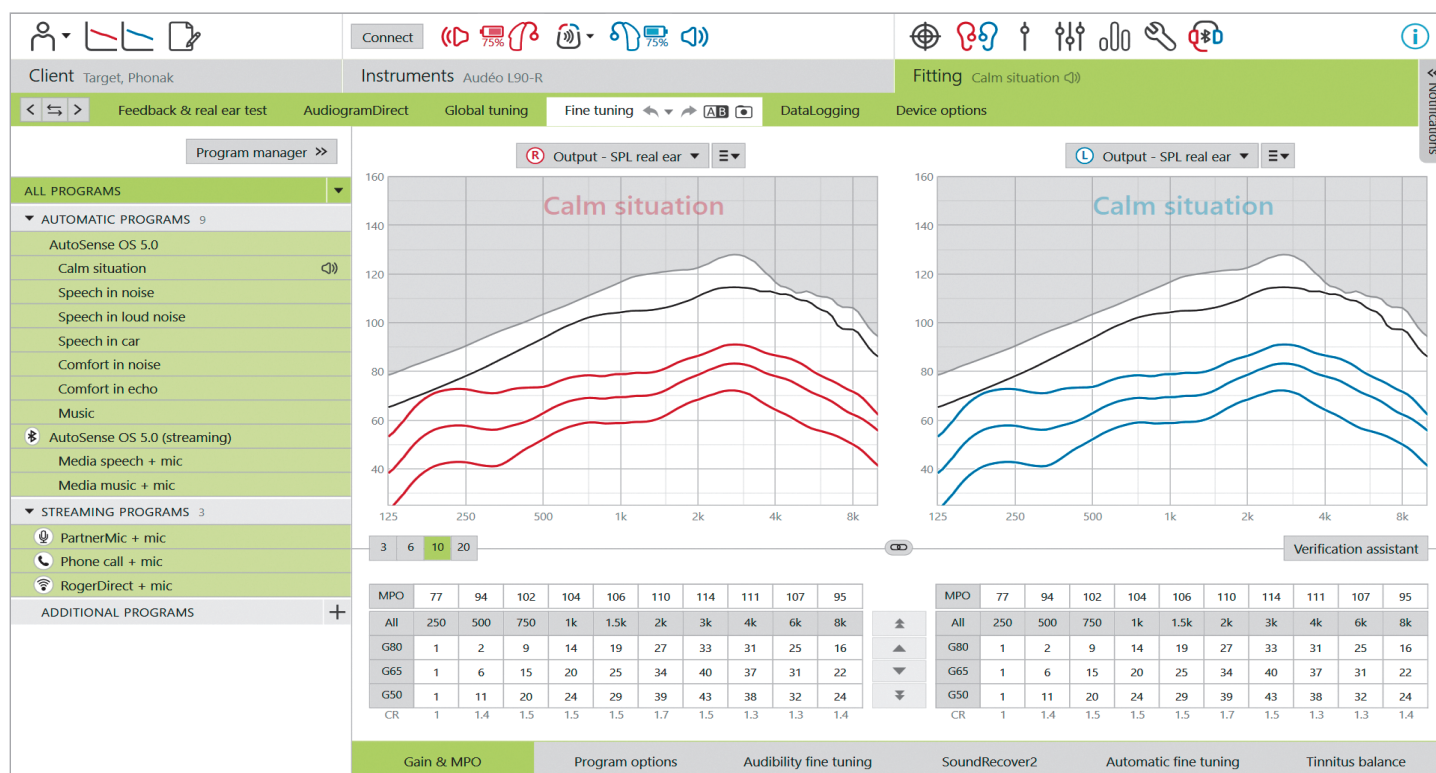 Connect
75%
75%
Client Target, Phonak
Instruments Audéo L90-R
Fitting Calm situation
Notifications
Feedback & real ear test
AudiogramDirect
Global tuning
Fine tuning
AB
DataLogging
Device options
Program manager >>
ALL PROGRAMS
AUTOMATIC PROGRAMS 9
AutoSense OS 5.0
Calm situation
Speech in noise
Speech in loud noise
Speech in car
Comfort in noise
Comfort in echo
Music
AutoSense OS 5.0 (streaming)
Media speech + mic
Media music + mic
STREAMING PROGRAMS 3
PartnerMic + mic
Phone call + mic
RogerDirect + mic
ADDITIONAL PROGRAMS +
R Output - SPL real ear
Calm situation
160
140
120
100
80
60
40
125 250 500 1k 2k 4k 8k
L Output - SPL real ear
Calm situation
160
140
120
100
80
60
40
125 250 500 1k 2k 4k 8k
3 6 10 20
Verification assistant
MPO 77 94 102 104 106 110 114 111 107 95
All 250 500 750 1k 1.5k 2k 3k 4k 6k 8k
G80 1 2 9 14 19 27 33 31 25 16
G65 1 6 15 20 25 34 40 37 31 22
G50 1 11 20 24 29 39 43 38 32 24
CR 1 1.4 1.5 1.5 1.5 1.7 1.5 1.3 1.3 1.4
MPO 77 94 102 104 106 110 114 111 107 95
All 250 500 750 1k 1.5k 2k 3k 4k 6k 8k
G80 1 2 9 14 19 27 33 31 25 16
G65 1 6 15 20 25 34 40 37 31 22
G50 1 11 20 24 29 39 43 38 32 24
CR 1 1.4 1.5 1.5 1.5 1.7 1.5 1.3 1.3 1.4
Gain & MPO
Program options
Audibility fine tuning
SoundRecover2
Automatic fine tuning
Tinnitus balance